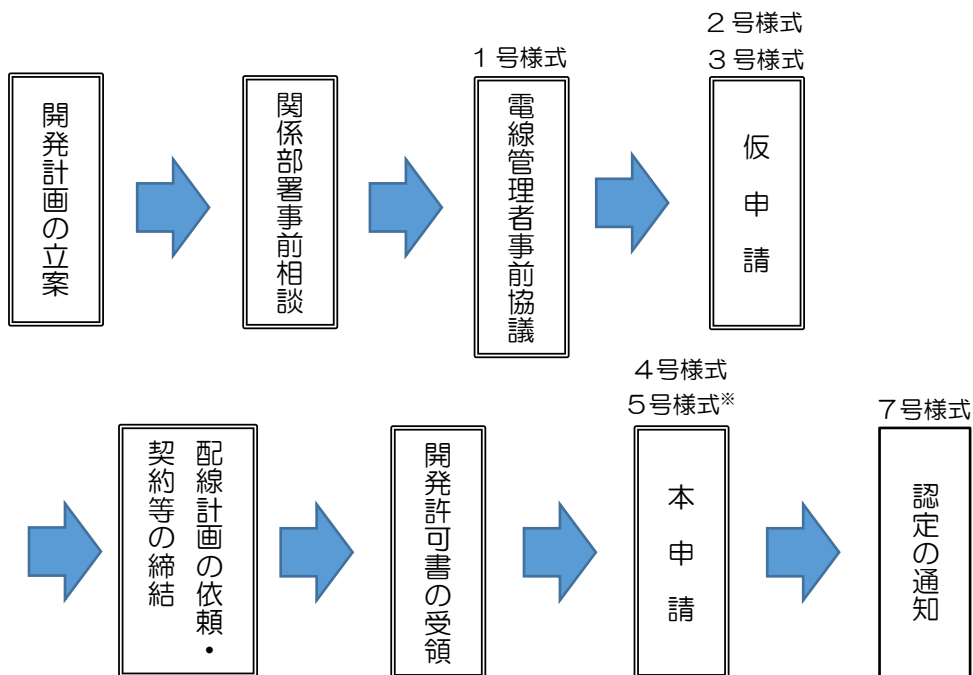 開発計画の立案
関係部署事前相談
1号様式
電線管理者事前協議
2号様式
3号様式
仮申請
配線計画の依頼・
契約等の締結
開発許可書の受領
4号様式
5号様式※
本申請
7号様式
認定の通知